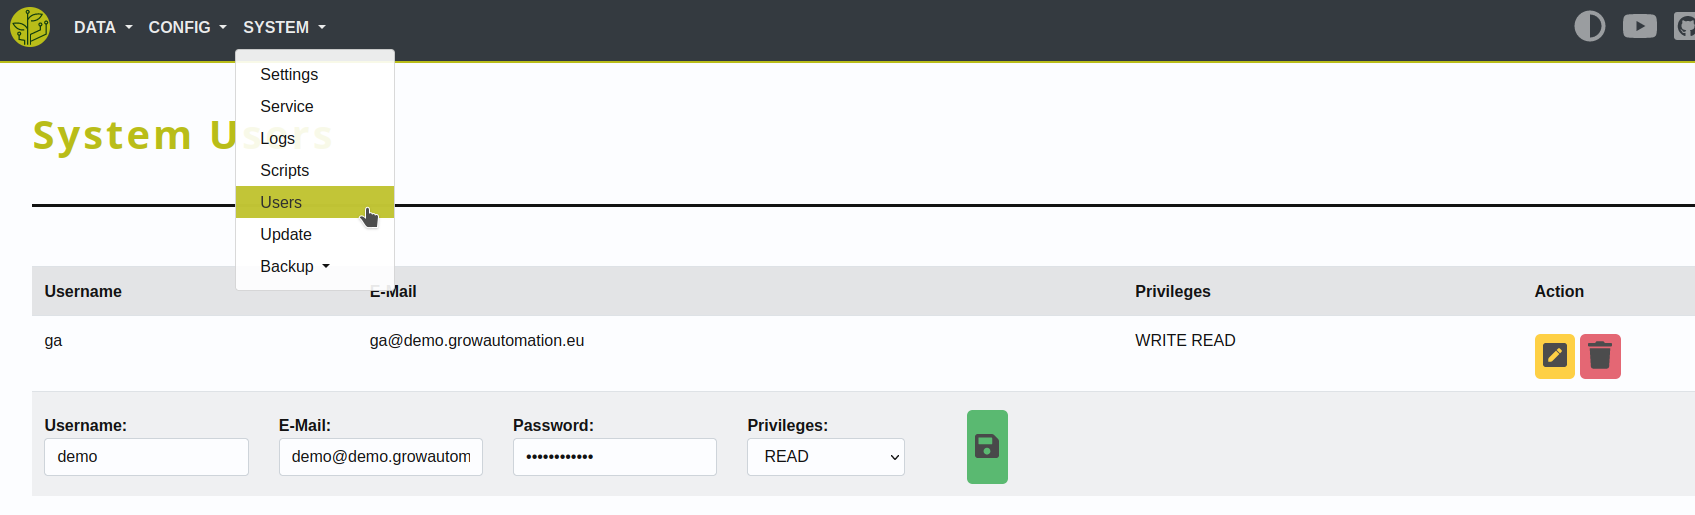 DATA CONFIG SYSTEM
Settings
Service
System Users
Logs
Scripts
Users
Update
Backup
Username E-Mail Privileges Action
ga ga@demo.growautomation.eu WRITE READ
Username: E-Mail: Password: Privileges:
demo demo@demo.growautom •••••••••••• READ